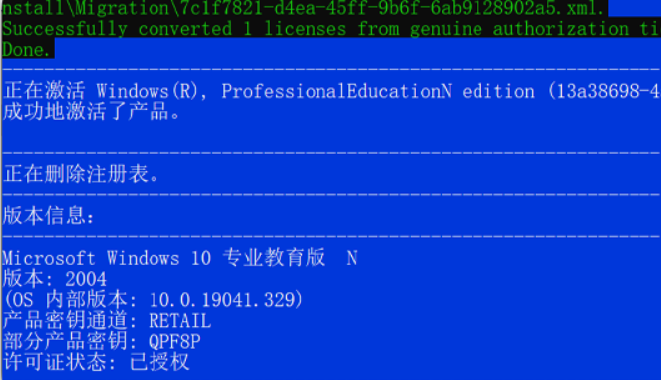 nstall\Migration\7c1f7821-d4ea-45ff-9b6f-6ab9128902a5.xml.
Successfully converted 1 licenses from genuine authorization ti
Done.
正在激活 Windows(R), ProfessionalEducationN edition (13a38698-4
成功地激活了产品。
正在删除注册表。
版本信息:
Microsoft Windows 10 专业教育版 N
版本: 2004
(OS 内部版本: 10.0.19041.329)
产品密钥通道: RETAIL
部分产品密钥: QPF8P
许可证状态: 已授权